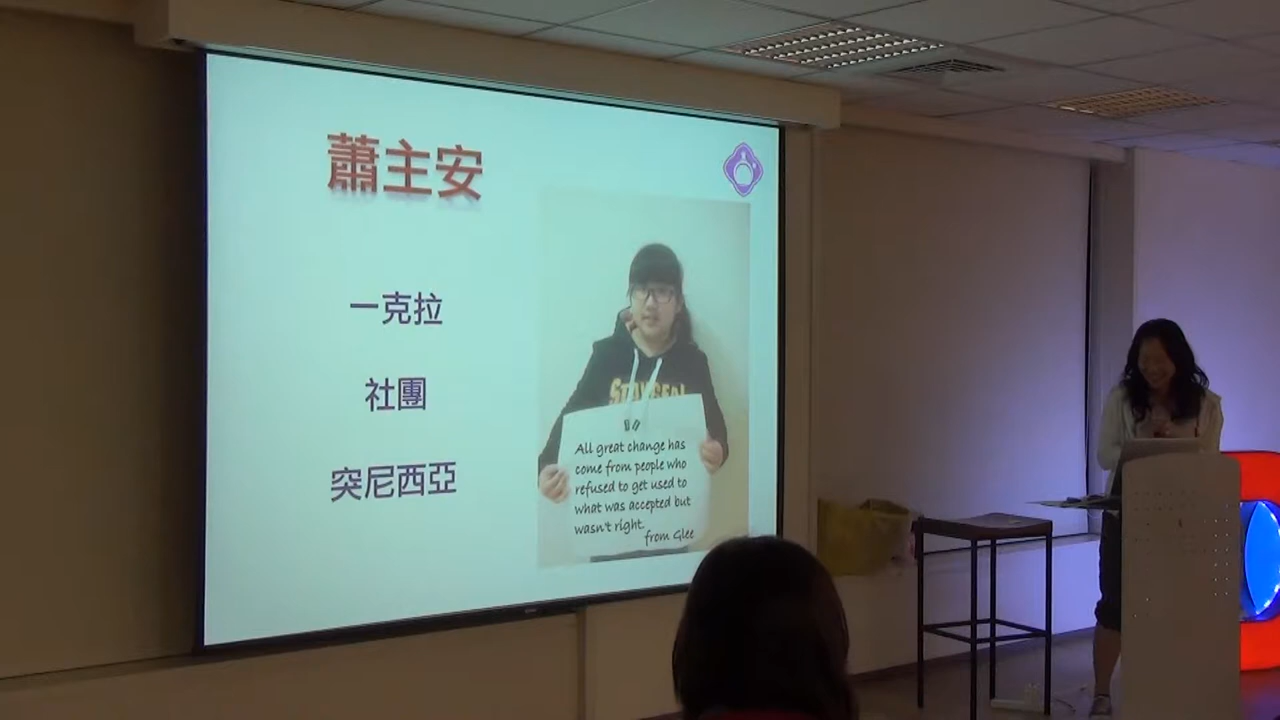 蕭主安
一克拉
社團
突尼西亞
All great change has
come from people who
refused to get used to
what was accepted but
wasn't right.
from Glee